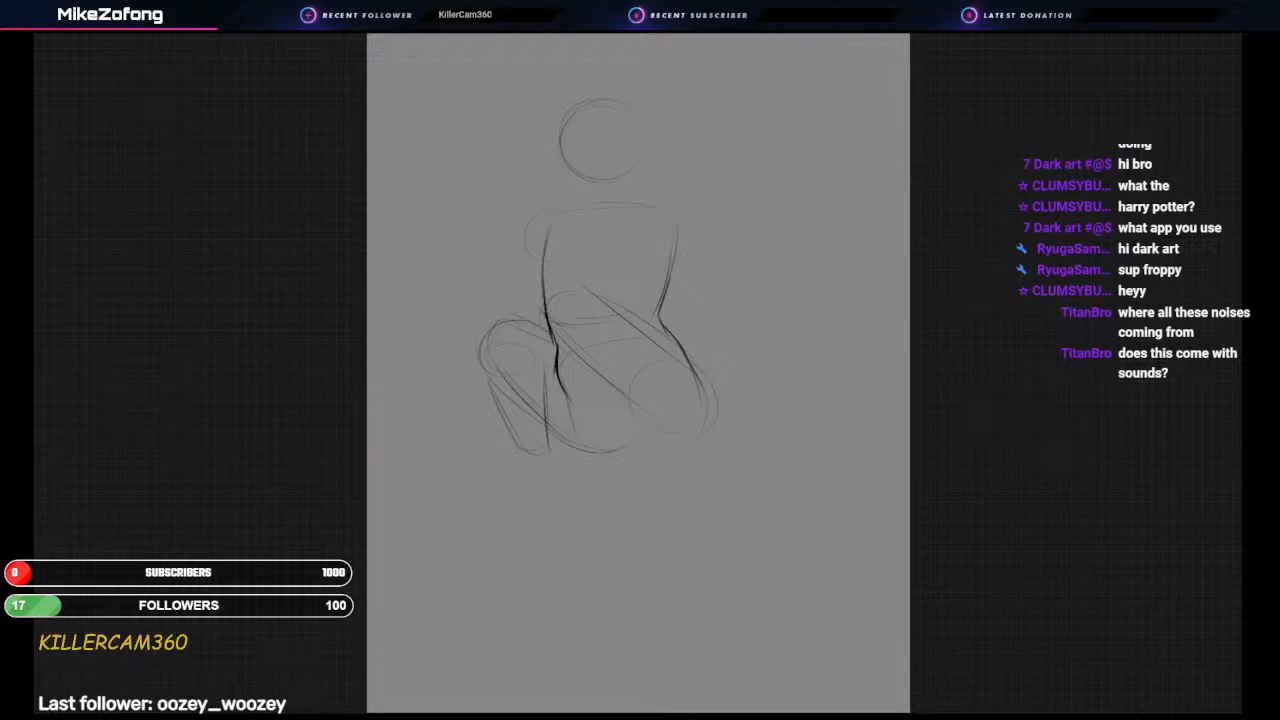 MikeZofong
RECENT FOLLOWER
KillerCam360
RECENT SUBSCRIBER
LATEST DONATION
doing
7 Dark art #@$ hi bro
CLUMSYBU... what the
CLUMSYBU... harry potter?
7 Dark art #@$ what app you use
RyugaSam... hi dark art
RyugaSam... sup froppy
CLUMSYBU... heyy
TitanBro where all these noises
coming from
TitanBro does this come with
sounds?
0 SUBSCRIBERS 1000
17 FOLLOWERS 100
KILLERCAM360
Last follower: oozey_woozey